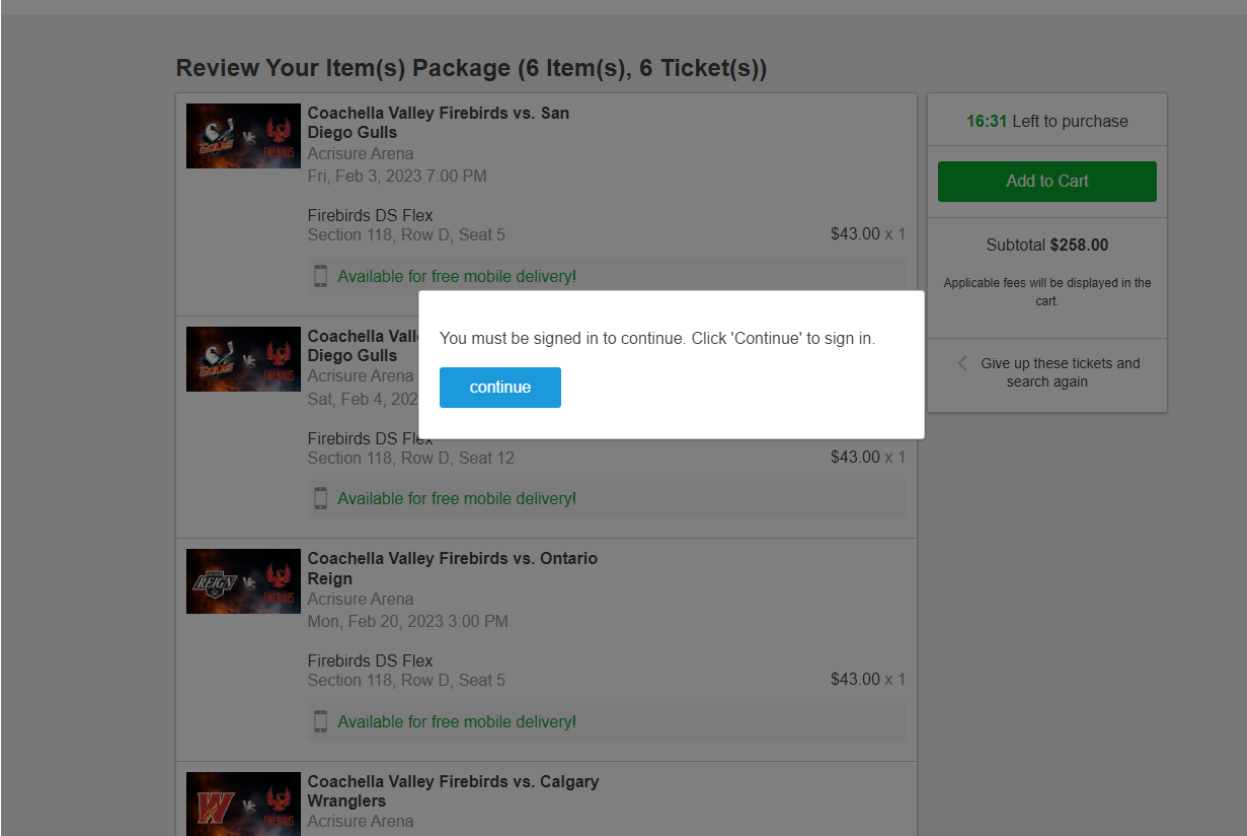 Review Your Item(s) Package (6 Item(s), 6 Ticket(s))
Coachella Valley Firebirds vs. San
Diego Gulls
Acrisure Arena
Fri, Feb 3, 2023 7:00 PM
Firebirds DS Flex
Section 118, Row D, Seat 5
$43.00 x 1
Available for free mobile delivery!
Coachella Vall
Diego Gulls
Acrisure Arena
Sat, Feb 4, 202
Firebirds DS Flex
Section 118, Row D, Seat 12
$43.00 x 1
Available for free mobile delivery!
REIGN VS FIREBIRDS
Coachella Valley Firebirds vs. Ontario
Reign
Acrisure Arena
Mon, Feb 20, 2023 3:00 PM
Firebirds DS Flex
Section 118, Row D, Seat 5
$43.00 x 1
Available for free mobile delivery!
Coachella Valley Firebirds vs. Calgary
Wranglers
Acrisure Arena
You must be signed in to continue. Click 'Continue' to sign in.
continue
16:31 Left to purchase
Add to Cart
Subtotal $258.00
Applicable fees will be displayed in the
cart.
Give up these tickets and
search again